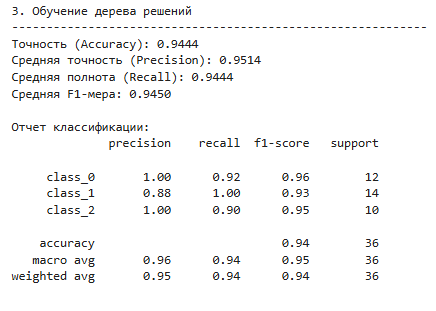 3. Обучение дерева решений
------------------------------------------------------------
Точность (Accuracy): 0.9444
Средняя точность (Precision): 0.9514
Средняя полнота (Recall): 0.9444
Средняя F1-мера: 0.9450
Отчет классификации:
precision recall f1-score support
class_0 1.00 0.92 0.96 12
class_1 0.88 1.00 0.93 14
class_2 1.00 0.90 0.95 10
accuracy 0.94 36
macro avg 0.96 0.94 0.95 36
weighted avg 0.95 0.94 0.94 36